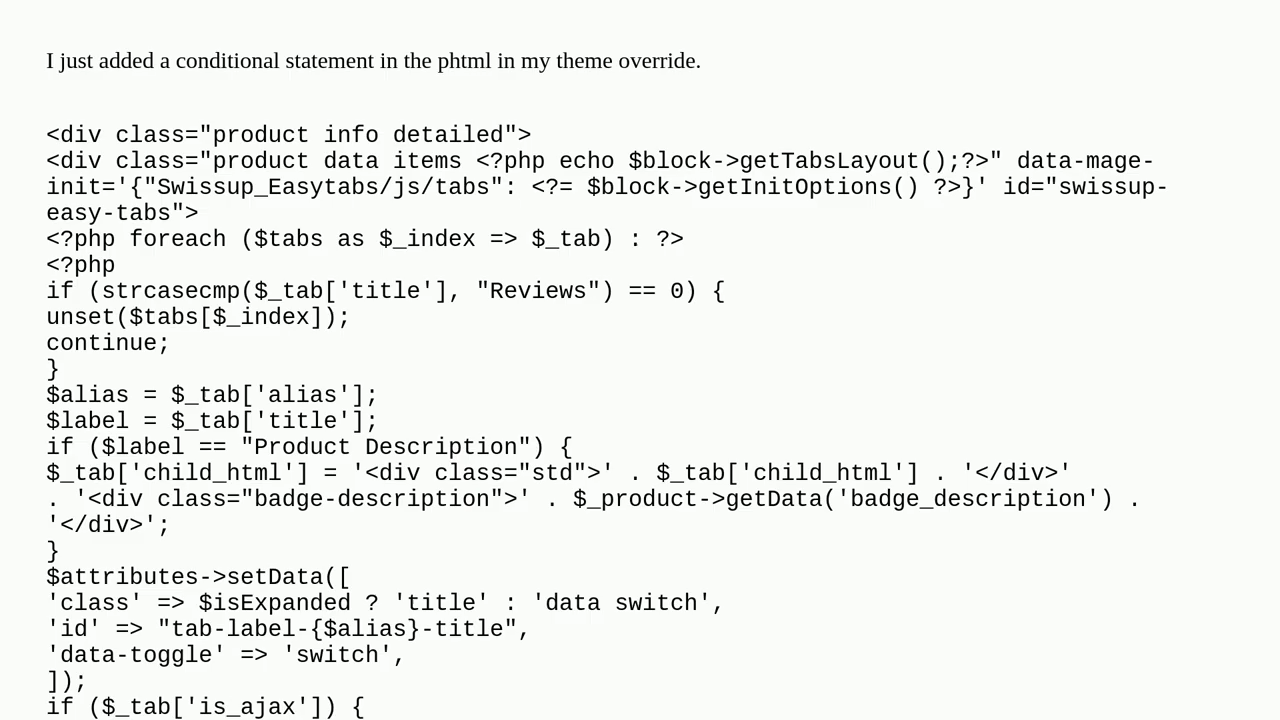 I just added a conditional statement in the phtml in my theme override.
<div class="product info detailed">
<div class="product data items <?php echo $block->getTabsLayout();?>" data-mage-
init='{"Swissup_Easytabs/js/tabs": <?= $block->getInitOptions() ?>}' id="swissup-
easy-tabs">
<?php foreach ($tabs as $_index => $_tab) : ?>
<?php
if (strcasecmp($_tab['title'], "Reviews") == 0) {
unset($tabs[$_index]);
continue;
}
$alias = $_tab['alias'];
$label = $_tab['title'];
if ($label == "Product Description") {
$_tab['child_html'] = '<div class="std">' . $_tab['child_html'] . '</div>'
. '<div class="badge-description">' . $_product->getData('badge_description') .
'</div>';
}
$attributes->setData([
'class' => $isExpanded ? 'title' : 'data switch',
'id' => "tab-label-{$alias}-title",
'data-toggle' => 'switch',
]);
if ($_tab['is_ajax']) {